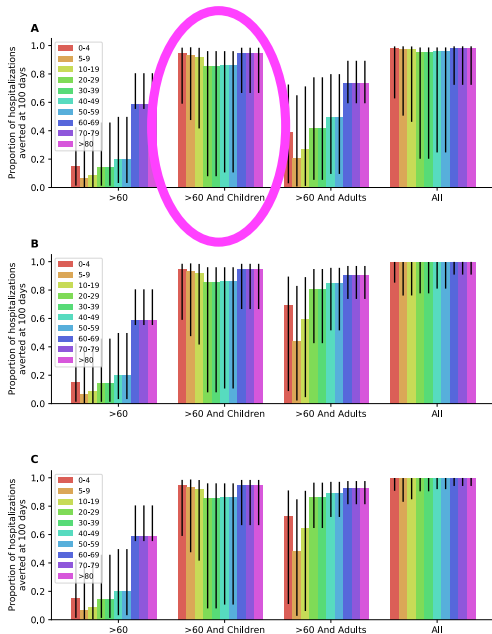 A
Proportion of hospitalizations
averted at 100 days
1.0
0.8
0.6
0.4
0.2
0.0
0-4
5-9
10-19
20-29
30-39
40-49
50-59
60-69
70-79
>80
>60
>60 And Children
>60 And Adults
All
B
Proportion of hospitalizations
averted at 100 days
1.0
0.8
0.6
0.4
0.2
0.0
0-4
5-9
10-19
20-29
30-39
40-49
50-59
60-69
70-79
>80
>60
>60 And Children
>60 And Adults
All
C
Proportion of hospitalizations
averted at 100 days
1.0
0.8
0.6
0.4
0.2
0.0
0-4
5-9
10-19
20-29
30-39
40-49
50-59
60-69
70-79
>80
>60
>60 And Children
>60 And Adults
All